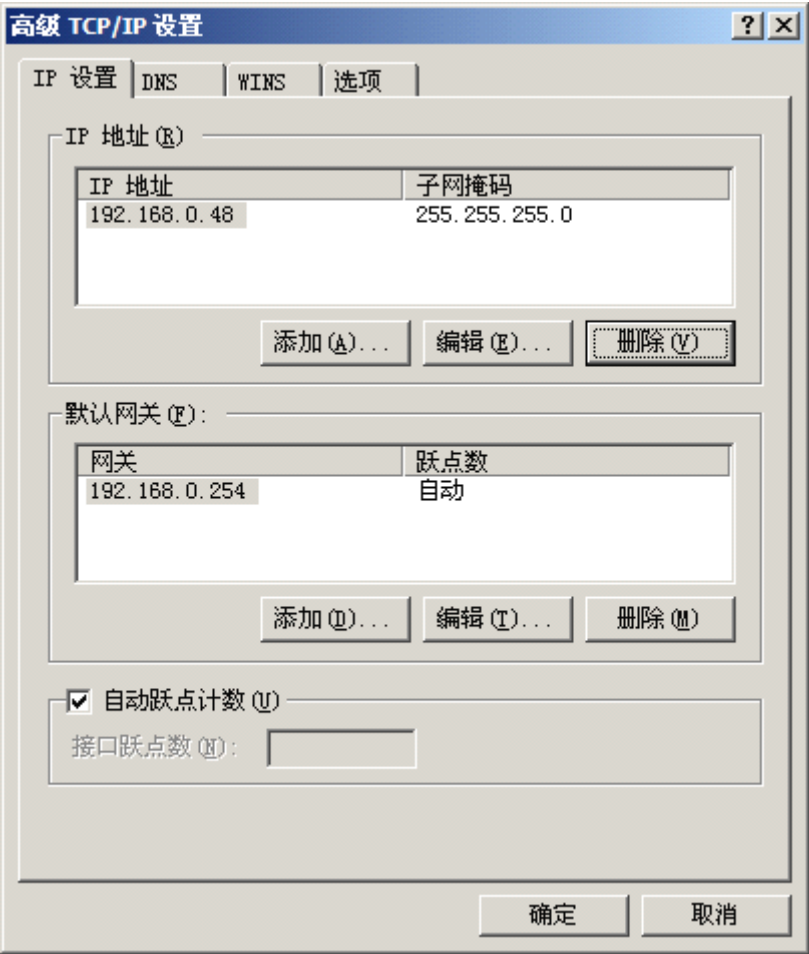 高级 TCP/IP 设置
IP 设置 DNS WINS 选项
IP 地址(R)
IP 地址 子网掩码
192.168.0.48 255.255.255.0
添加(A)... 编辑(E)... 删除(V)
默认网关(F):
网关 跃点数
192.168.0.254 自动
添加(D)... 编辑(T)... 删除(M)
自动跃点计数(U)
接口跃点数(N):
确定 取消